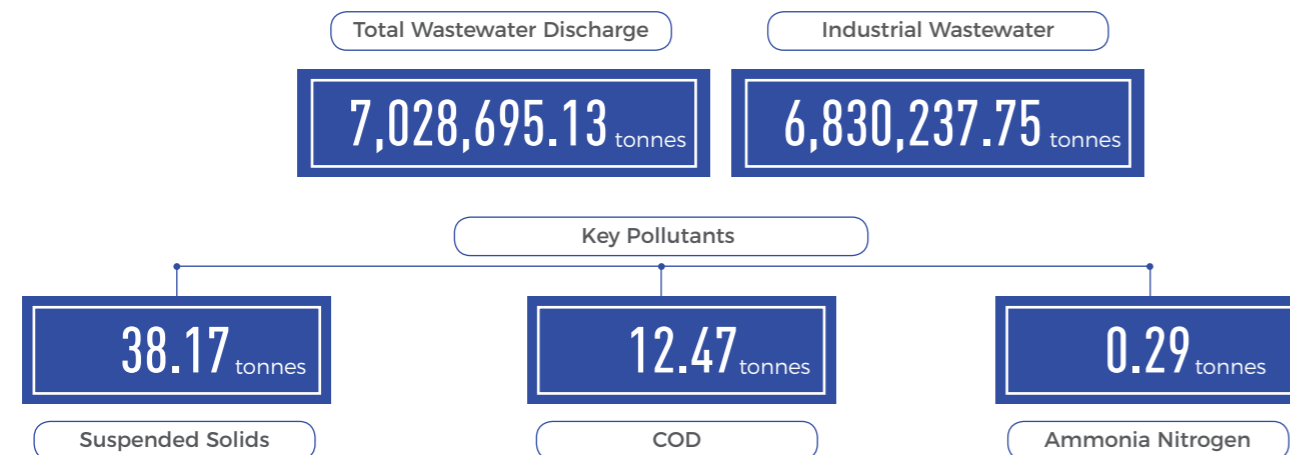 Total Wastewater Discharge
Industrial Wastewater
7,028,695.13 tonnes
6,830,237.75 tonnes
Key Pollutants
38.17 tonnes
12.47 tonnes
0.29 tonnes
Suspended Solids
COD
Ammonia Nitrogen